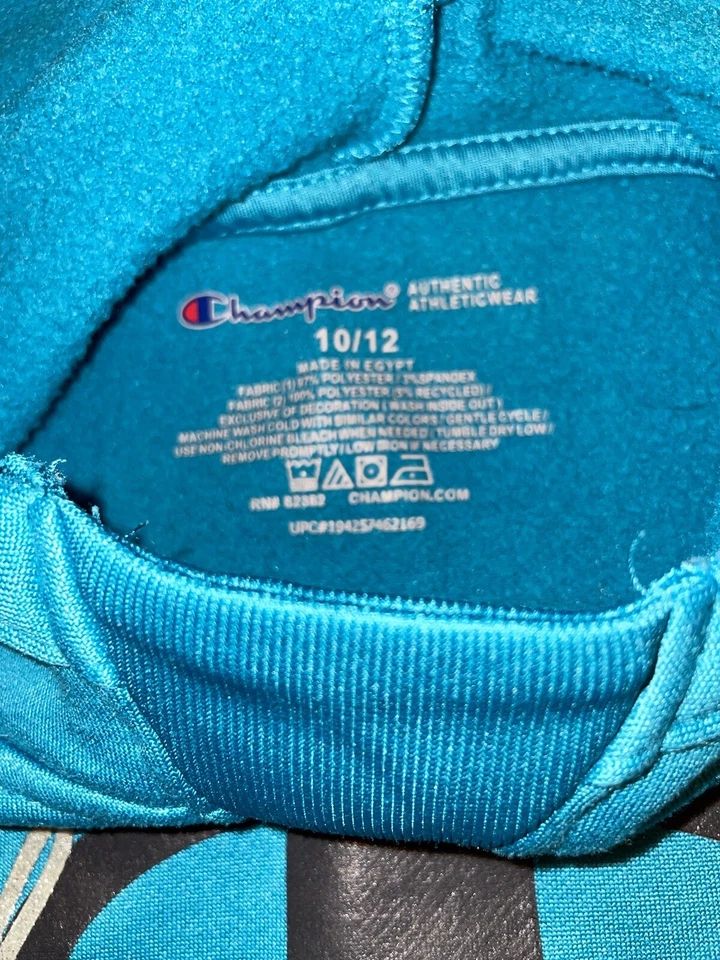 Champion® AUTHENTIC
ATHLETICWEAR
10/12
MADE IN EGYPT
FABRIC (1) 97% POLYESTER / 3% SPANDEX
FABRIC (2) 100% POLYESTER (5% RECYCLED) /
EXCLUSIVE OF DECORATION ( WASH INSIDE OUT )
MACHINE WASH COLD WITH SIMILAR COLORS/ GENTLE CYCLE /
USE NON-CHLORINE BLEACH WHEN NEEDED / TUMBLE DRY LOW /
REMOVE PROMPTLY / LOW IRON IF NECESSARY
RN# 62382 CHAMPION.COM
UPC#194257462169